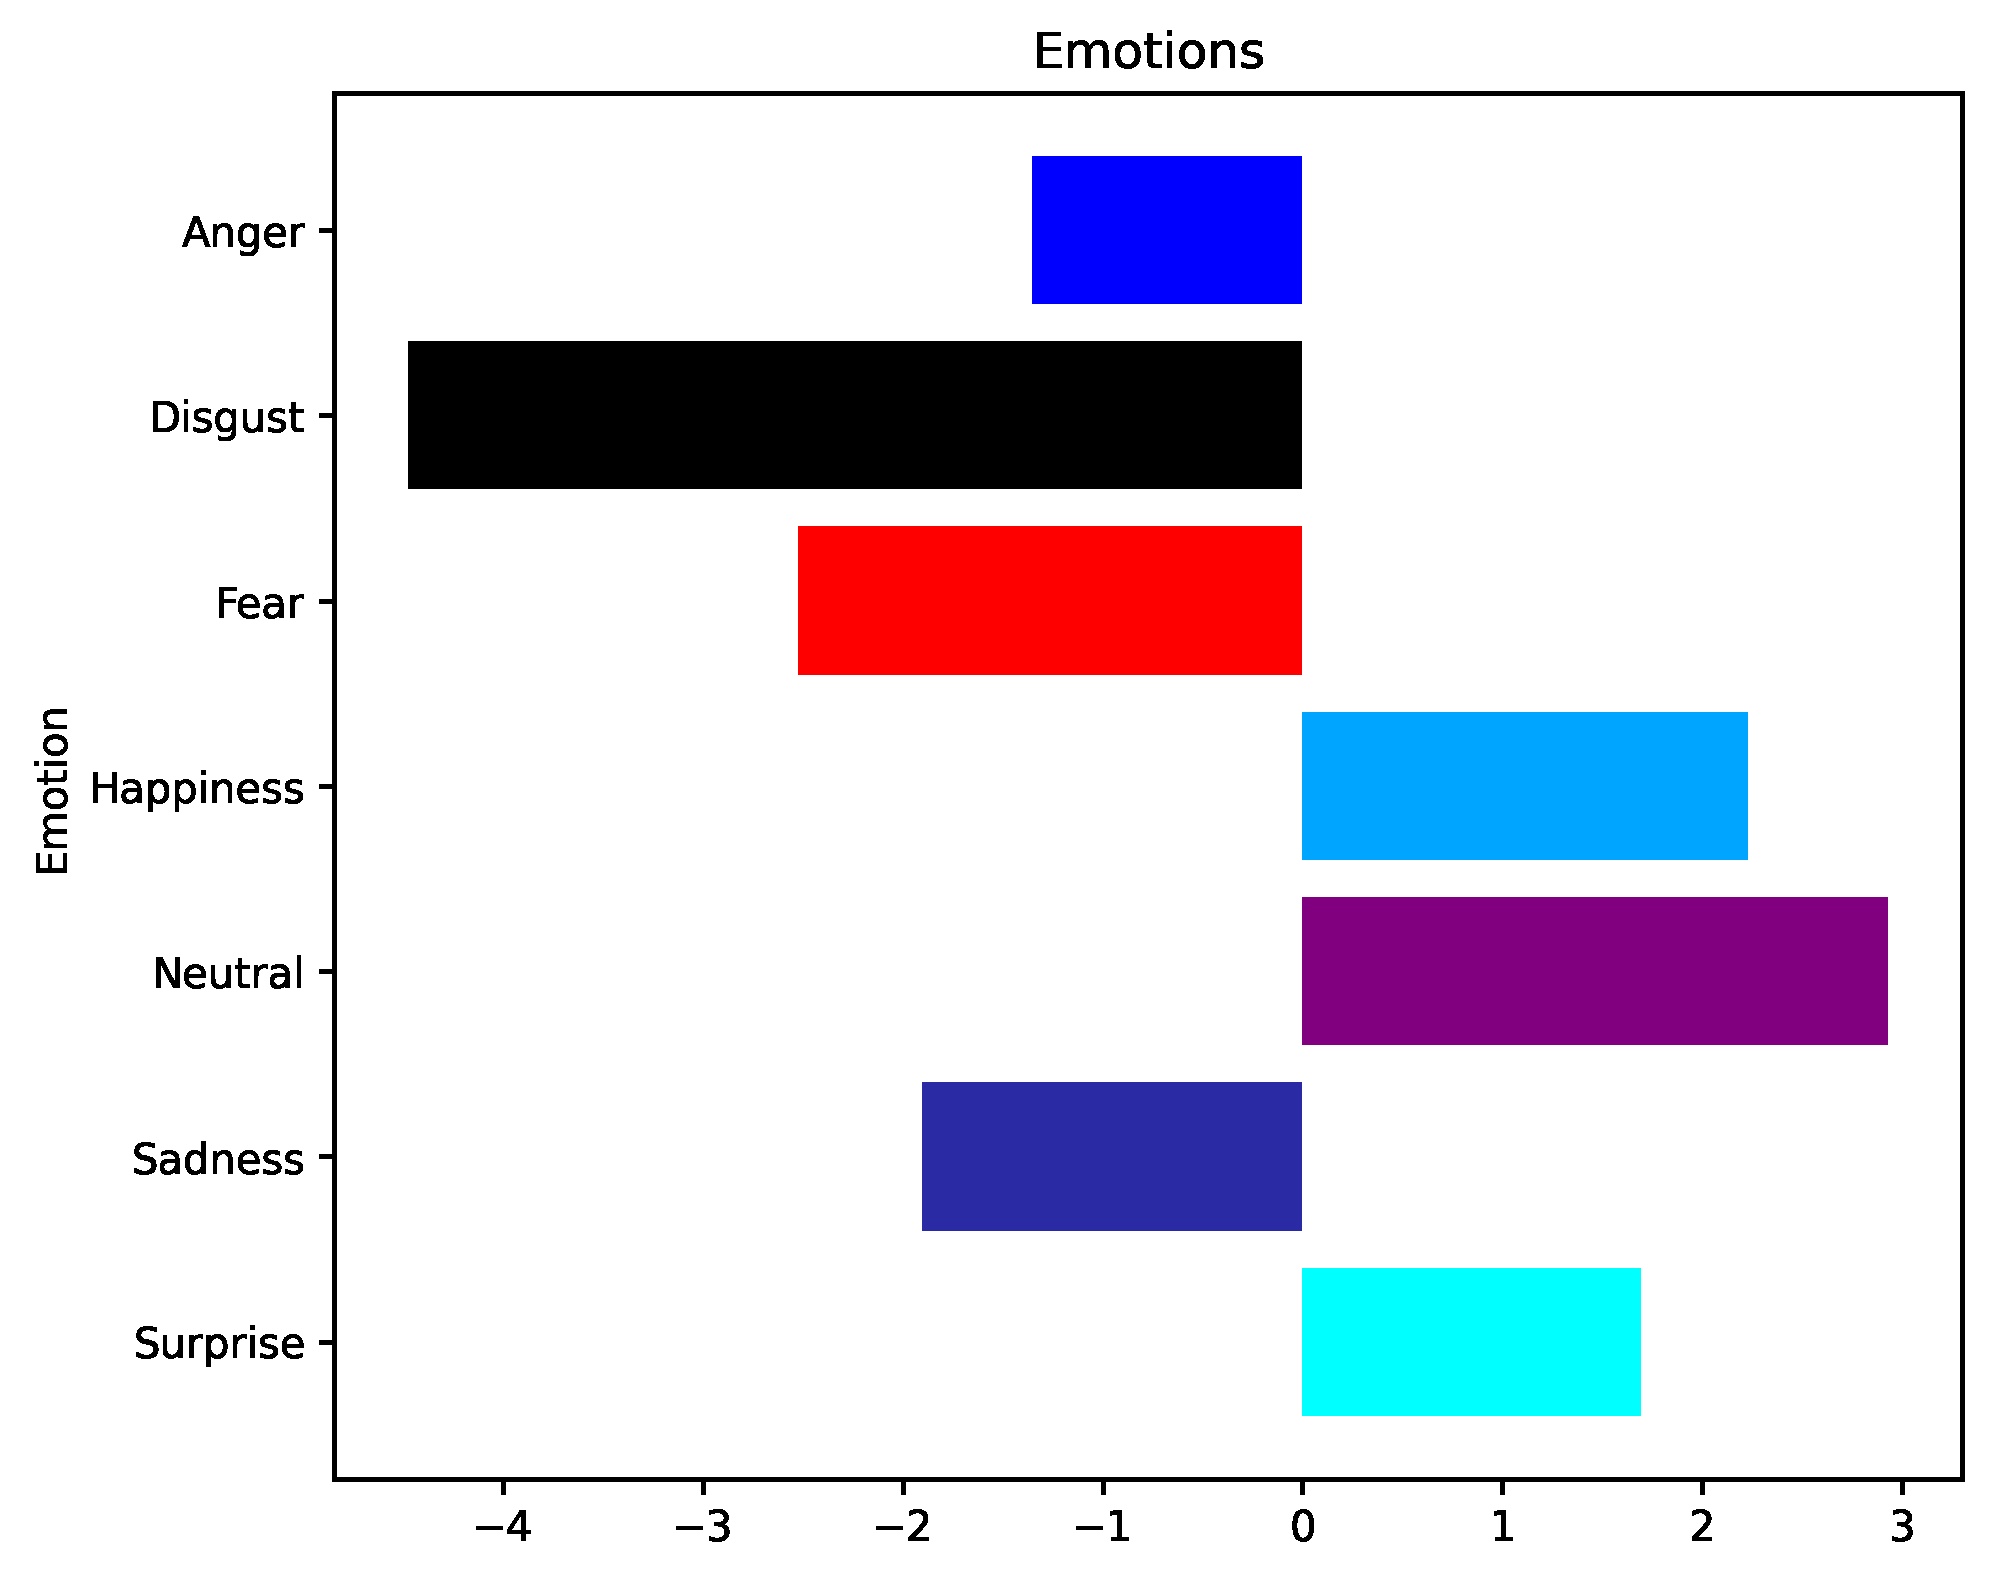 Emotions
Emotion
Anger
Disgust
Fear
Happiness
Neutral
Sadness
Surprise
−4 −3 −2 −1 0 1 2 3